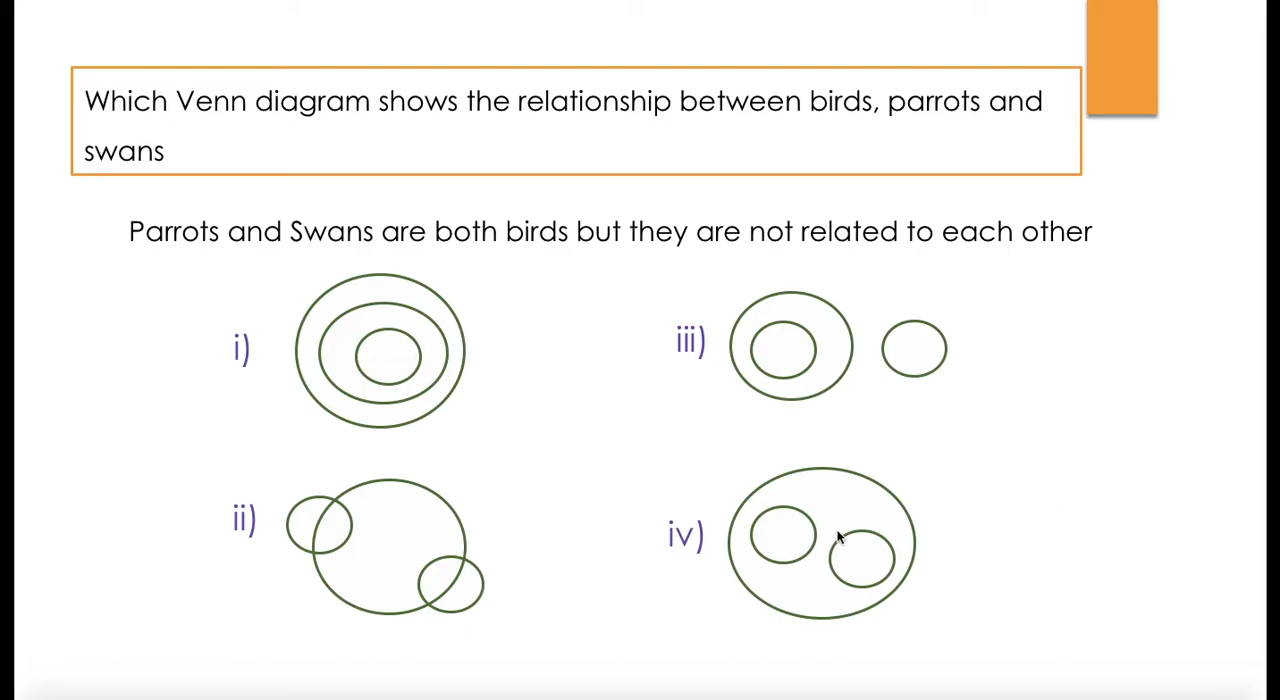 Which Venn diagram shows the relationship between birds, parrots and
swans
Parrots and Swans are both birds but they are not related to each other
i)
iii)
ii)
iv)